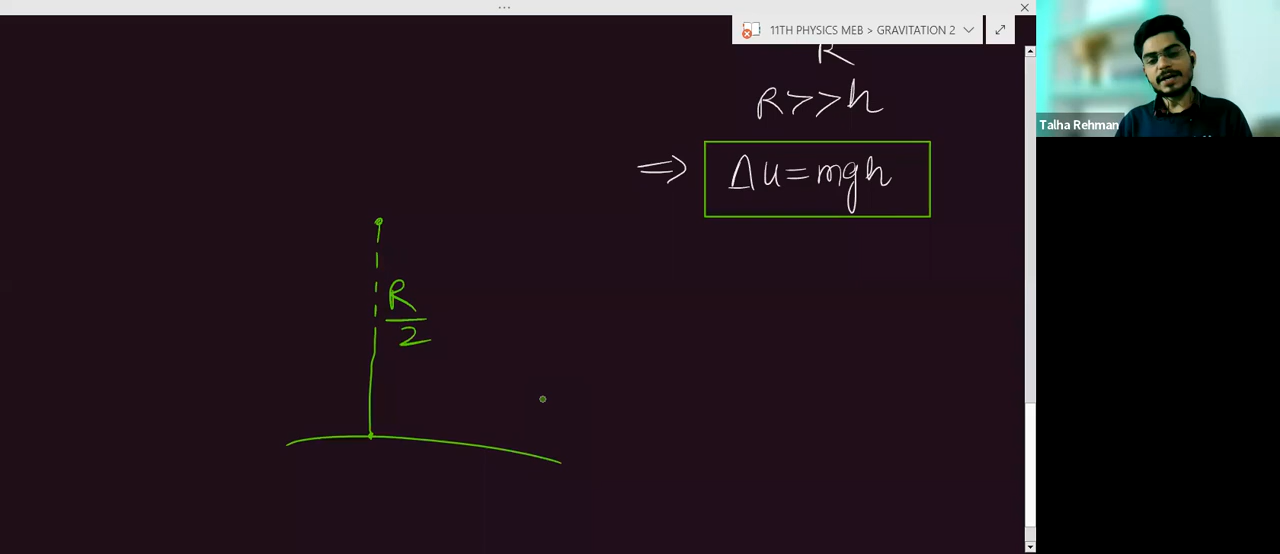 11TH PHYSICS MEB > GRAVITATION 2
Talha Rehman
R
R >> h
⇒ Δu = mgh
R
2